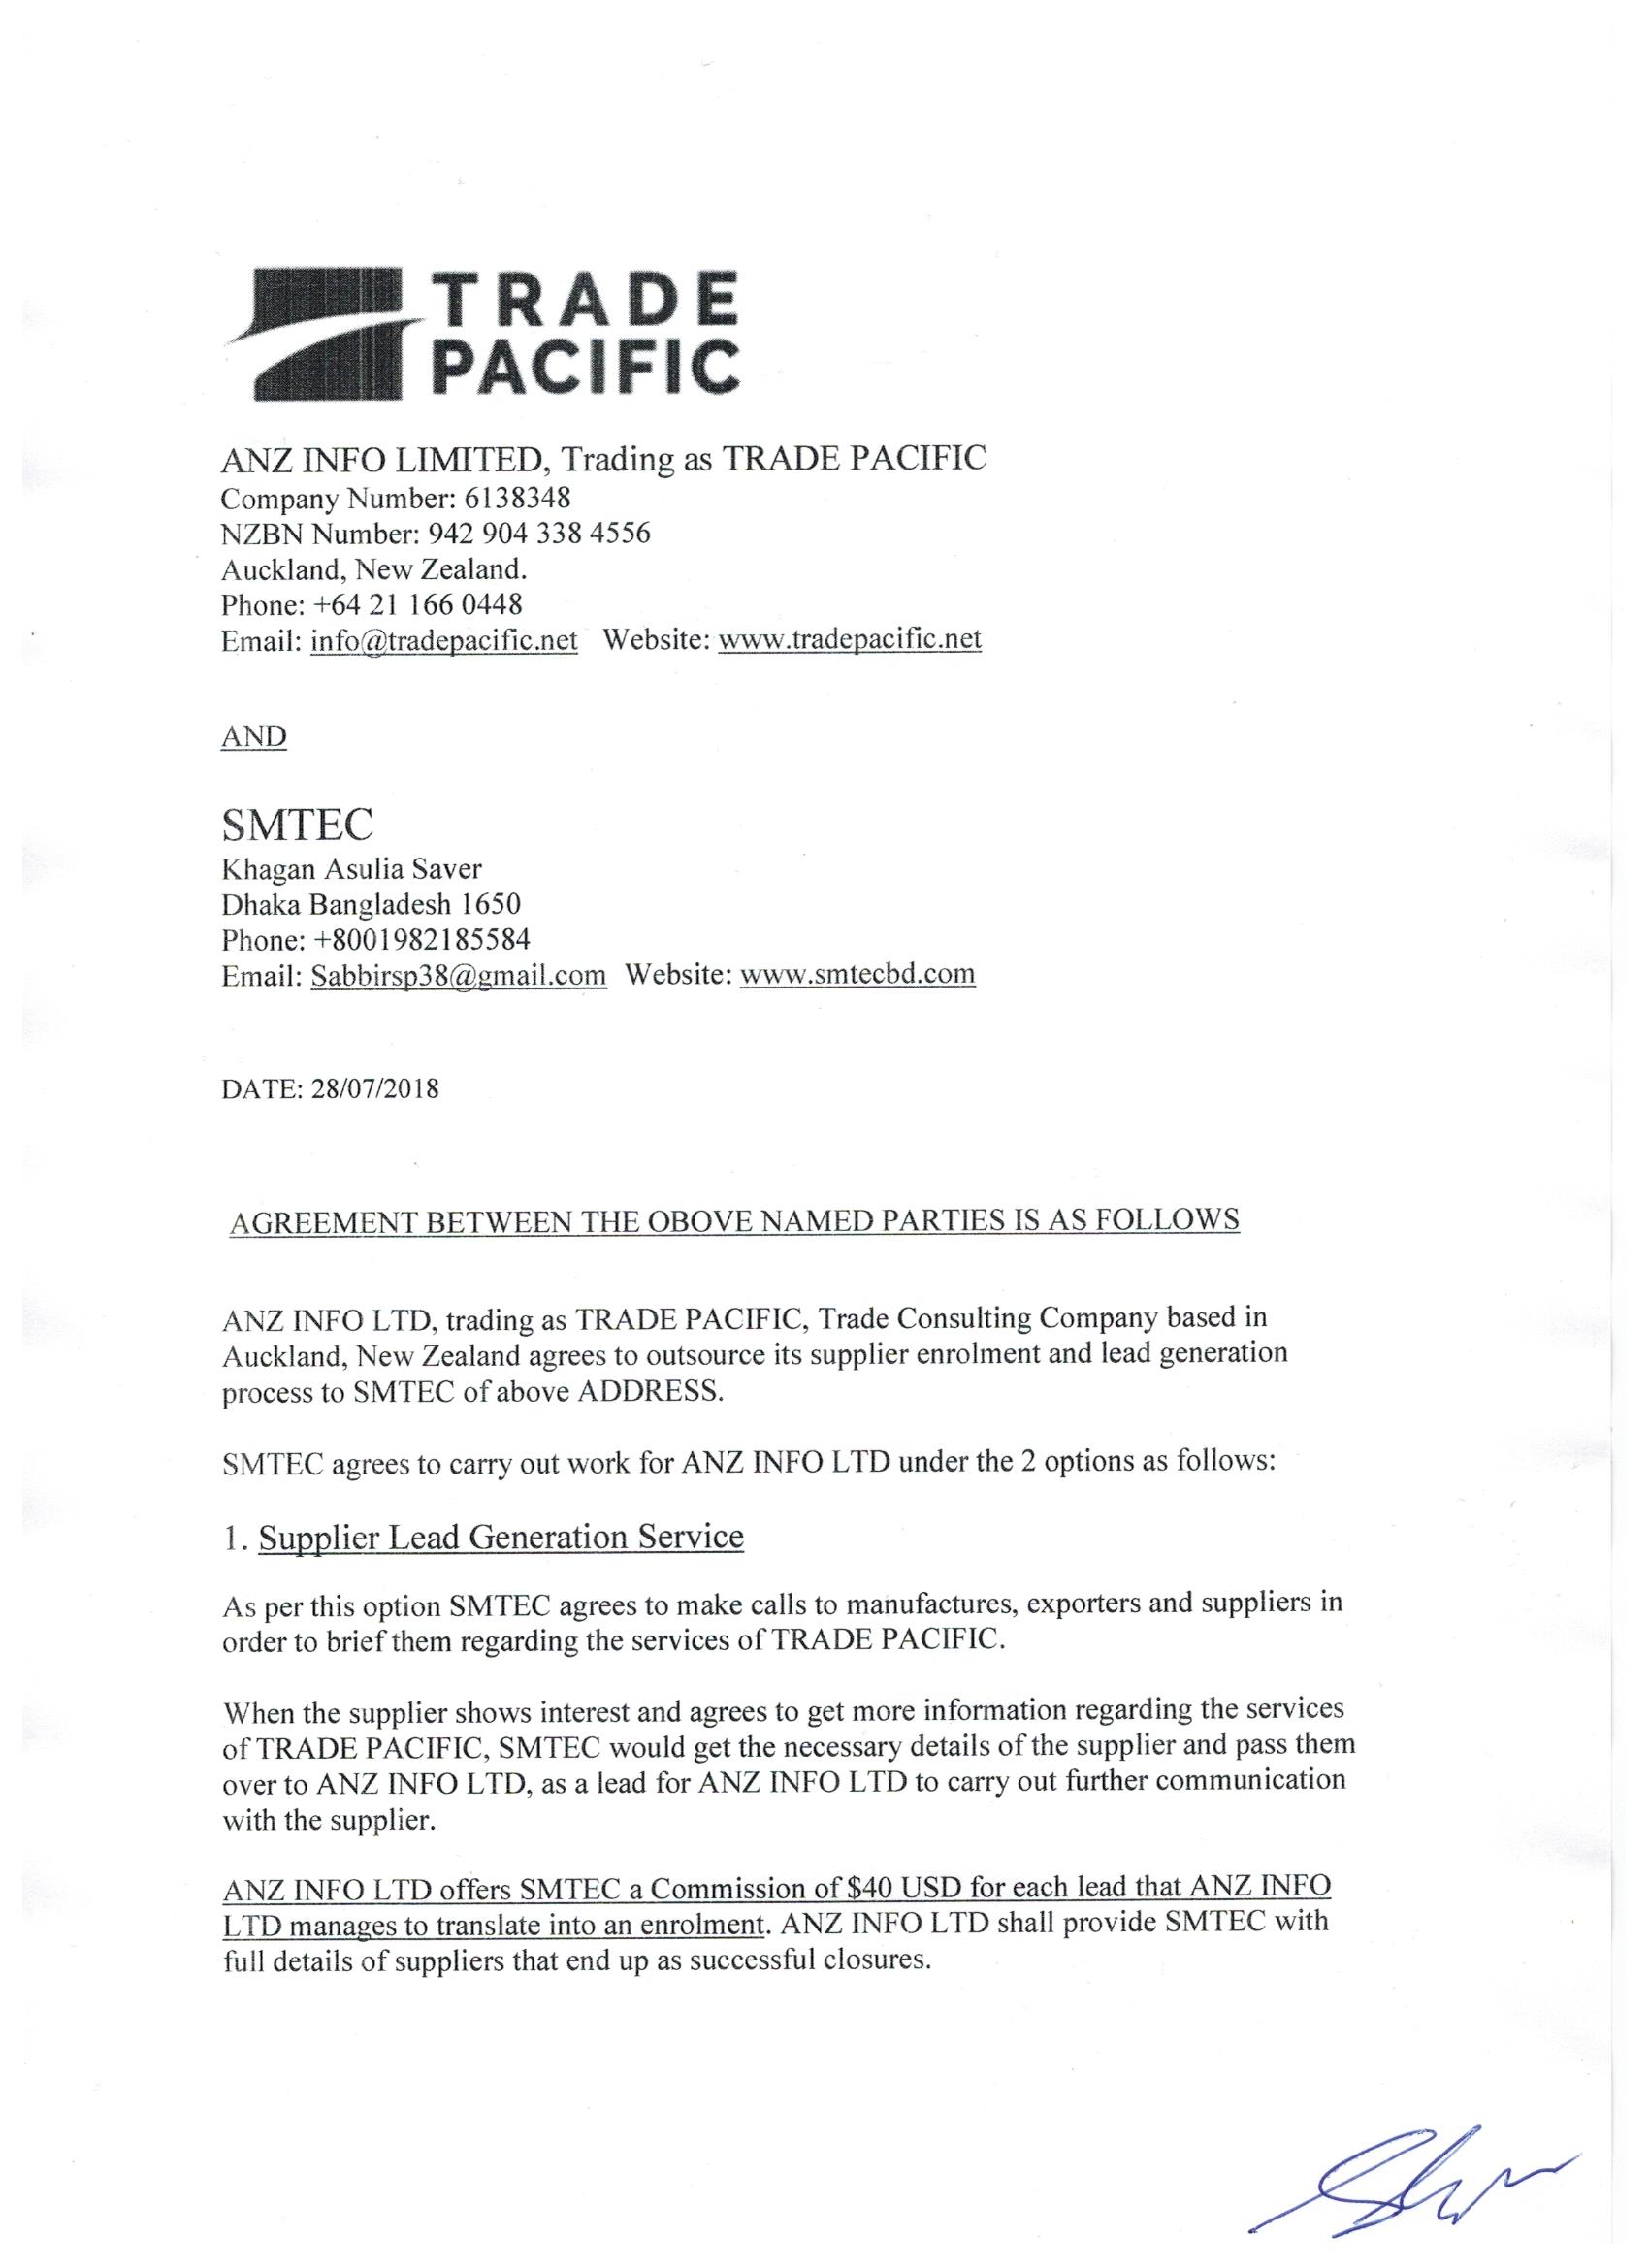 TRADE
PACIFIC
ANZ INFO LIMITED, Trading as TRADE PACIFIC
Company Number: 6138348
NZBN Number: 942 904 338 4556
Auckland, New Zealand.
Phone: +64 21 166 0448
Email: info@tradepacific.net Website: www.tradepacific.net
AND
SMTEC
Khagan Asulia Saver
Dhaka Bangladesh 1650
Phone: +8001982185584
Email: Sabbirsp38@gmail.com Website: www.smtecbd.com
DATE: 28/07/2018
AGREEMENT BETWEEN THE OBOVE NAMED PARTIES IS AS FOLLOWS
ANZ INFO LTD, trading as TRADE PACIFIC, Trade Consulting Company based in
Auckland, New Zealand agrees to outsource its supplier enrolment and lead generation
process to SMTEC of above ADDRESS.
SMTEC agrees to carry out work for ANZ INFO LTD under the 2 options as follows:
1. Supplier Lead Generation Service
As per this option SMTEC agrees to make calls to manufactures, exporters and suppliers in
order to brief them regarding the services of TRADE PACIFIC.
When the supplier shows interest and agrees to get more information regarding the services
of TRADE PACIFIC, SMTEC would get the necessary details of the supplier and pass them
over to ANZ INFO LTD, as a lead for ANZ INFO LTD to carry out further communication
with the supplier.
ANZ INFO LTD offers SMTEC a Commission of $40 USD for each lead that ANZ INFO
LTD manages to translate into an enrolment. ANZ INFO LTD shall provide SMTEC with
full details of suppliers that end up as successful closures.